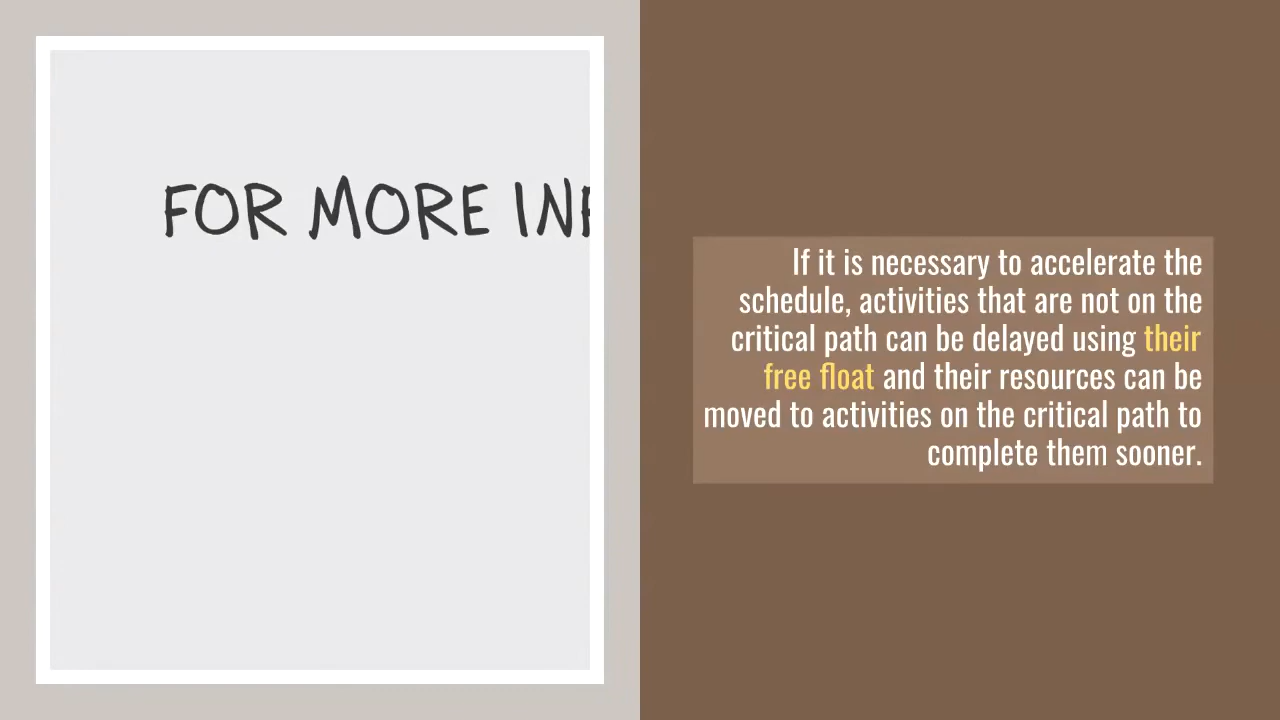 FOR MORE INF
If it is necessary to accelerate the
schedule, activities that are not on the
critical path can be delayed using their
free float and their resources can be
moved to activities on the critical path to
complete them sooner.